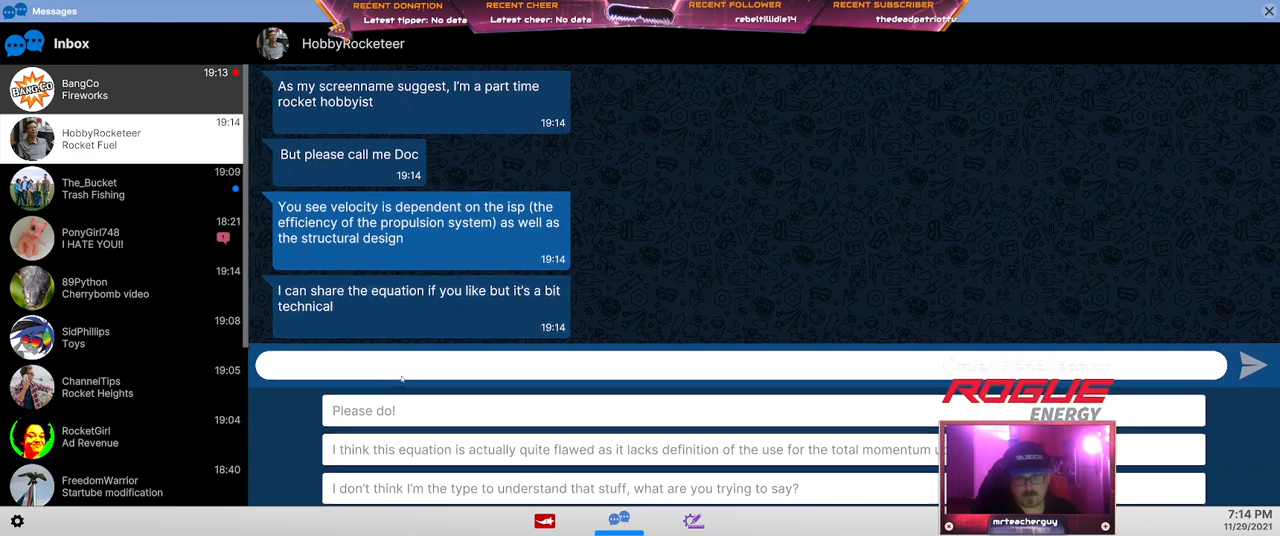 Messages
RECENT DONATION
Latest tipper: No data
RECENT CHEER
Latest cheer: No data
RECENT FOLLOWER
rebeltillidie14
RECENT SUBSCRIBER
thedeadpatriottv
Inbox
HobbyRocketeer
BANGCO
BangCo
Fireworks
19:13
HobbyRocketeer
Rocket Fuel
19:14
The_Bucket
Trash Fishing
19:09
PonyGirl748
I HATE YOU!!
18:21
89Python
Cherrybomb video
19:14
SidPhillips
Toys
19:08
ChannelTips
Rocket Heights
19:05
RocketGirl
Ad Revenue
19:04
FreedomWarrior
Startube modification
18:40
As my screenname suggest, I'm a part time
rocket hobbyist
19:14
But please call me Doc
19:14
You see velocity is dependent on the isp (the
efficiency of the propulsion system) as well as
the structural design
19:14
I can share the equation if you like but it's a bit
technical
19:14
Please do!
I think this equation is actually quite flawed as it lacks definition of the use for the total momentum
I don't think I'm the type to understand that stuff, what are you trying to say?
ROGUE
ENERGY
mrteacherguy
7:14 PM
11/29/2021